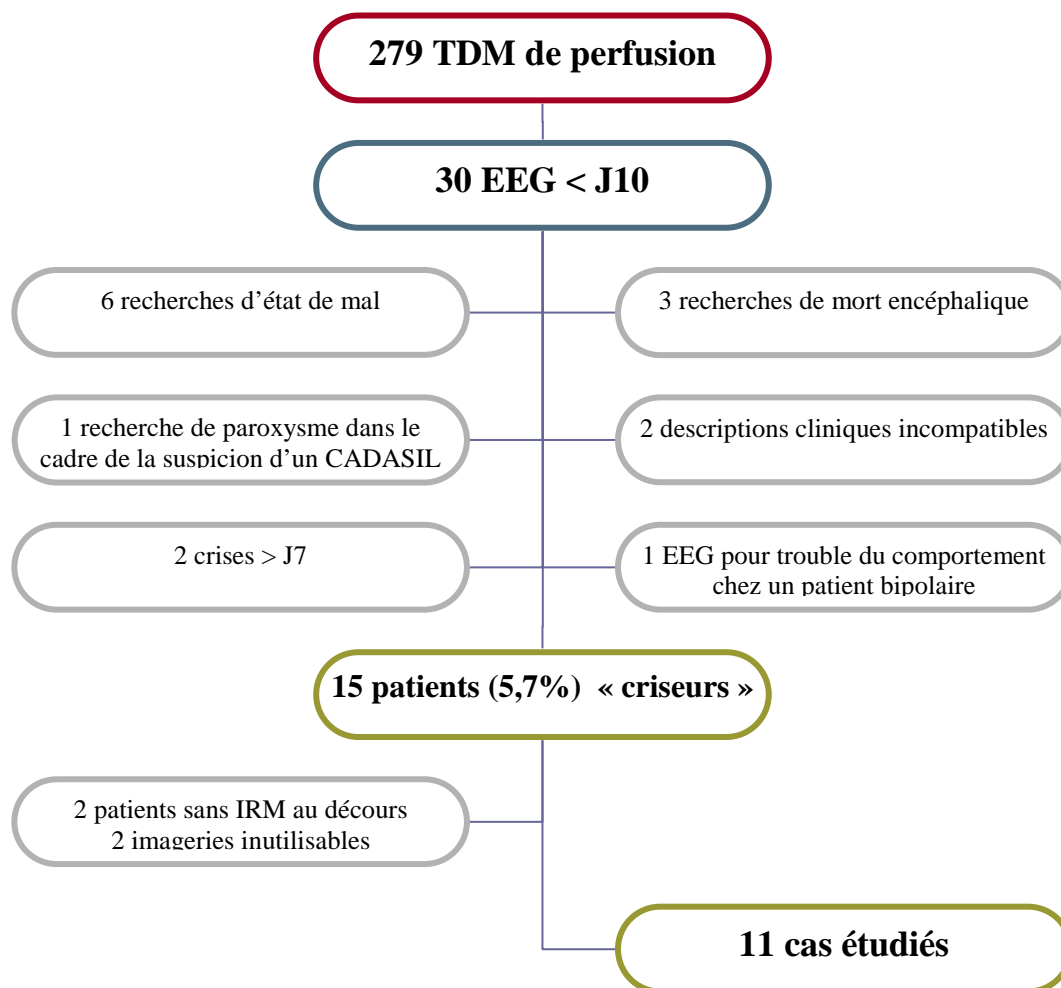 279 TDM de perfusion
30 EEG < J10
6 recherches d’état de mal
3 recherches de mort encéphalique
1 recherche de paroxysme dans le
cadre de la suspicion d’un CADASIL
2 descriptions cliniques incompatibles
2 crises > J7
1 EEG pour trouble du comportement
chez un patient bipolaire
15 patients (5,7%) « criseurs »
2 patients sans IRM au décours
2 imageries inutilisables
11 cas étudiés